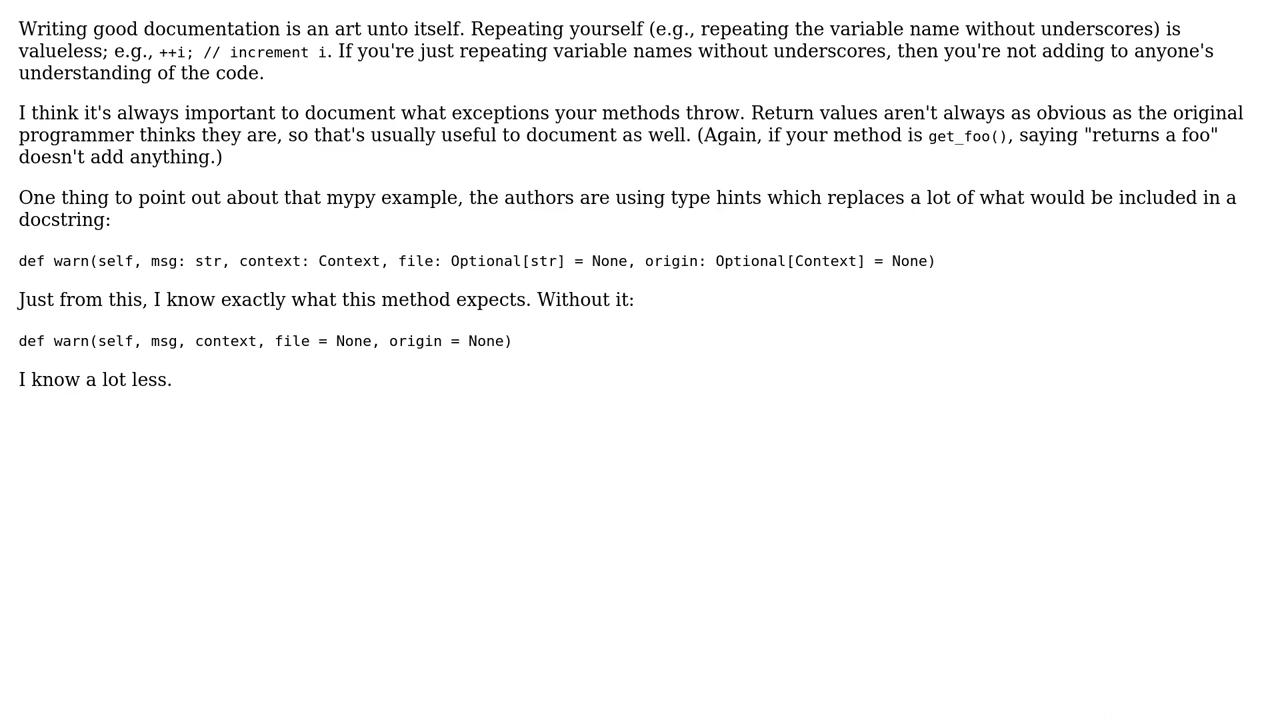 Writing good documentation is an art unto itself. Repeating yourself (e.g., repeating the variable name without underscores) is
valueless; e.g., ++i; // increment i. If you're just repeating variable names without underscores, then you're not adding to anyone's
understanding of the code.
I think it's always important to document what exceptions your methods throw. Return values aren't always as obvious as the original
programmer thinks they are, so that's usually useful to document as well. (Again, if your method is get_foo(), saying "returns a foo"
doesn't add anything.)
One thing to point out about that mypy example, the authors are using type hints which replaces a lot of what would be included in a
docstring:
def warn(self, msg: str, context: Context, file: Optional[str] = None, origin: Optional[Context] = None)
Just from this, I know exactly what this method expects. Without it:
def warn(self, msg, context, file = None, origin = None)
I know a lot less.